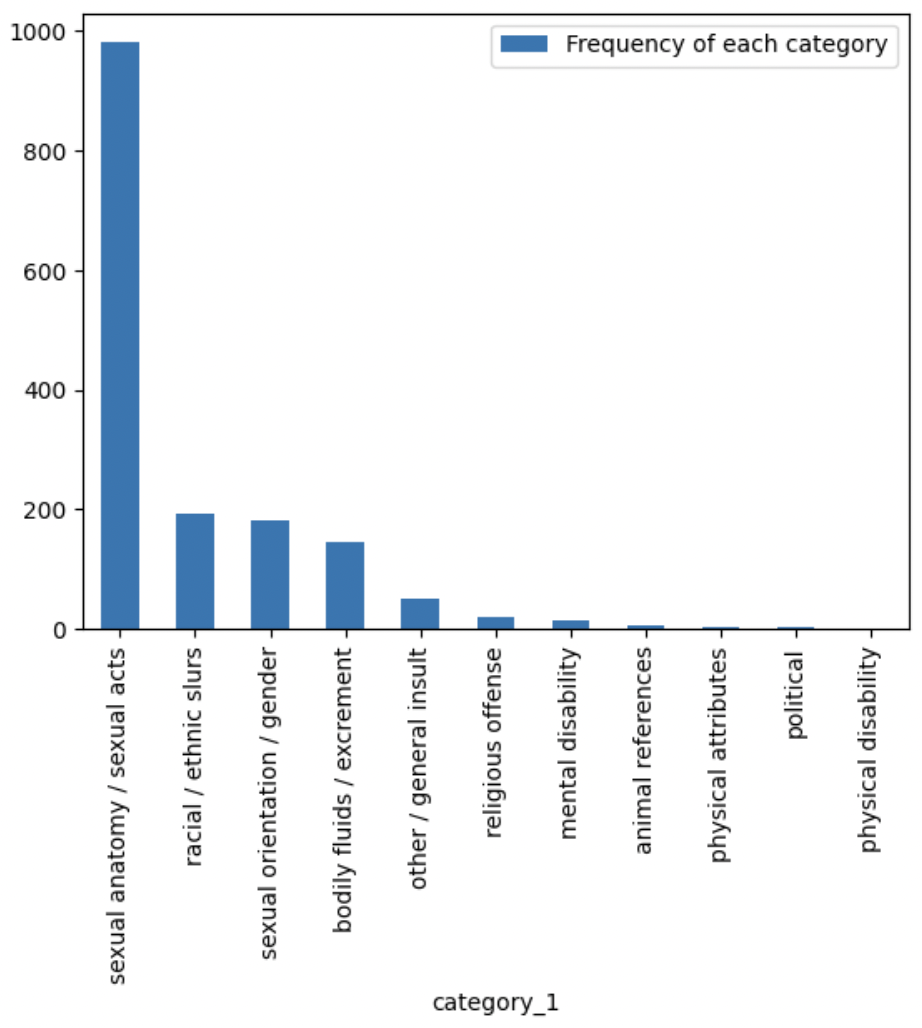 1000
800
600
400
200
0
Frequency of each category
sexual anatomy / sexual acts
racial / ethnic slurs
sexual orientation / gender
bodily fluids / excrement
other / general insult
religious offense
mental disability
animal references
physical attributes
political
physical disability
category_1